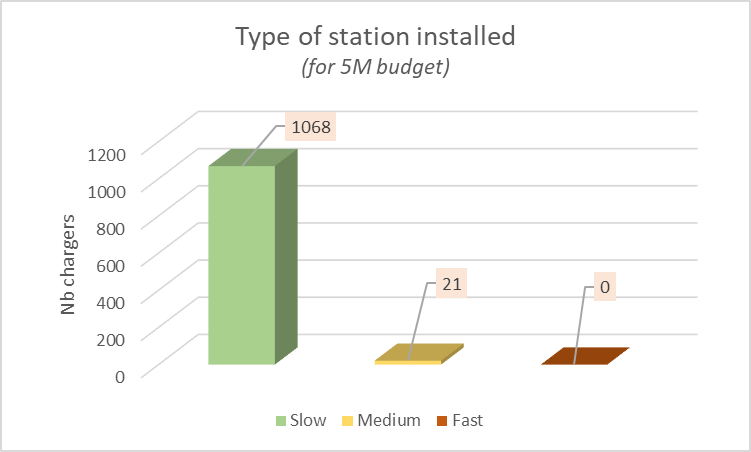 Type of station installed
(for 5M budget)
1068
1200
1000
800
600
400
200
0
Nb chargers
21
0
Slow Medium Fast